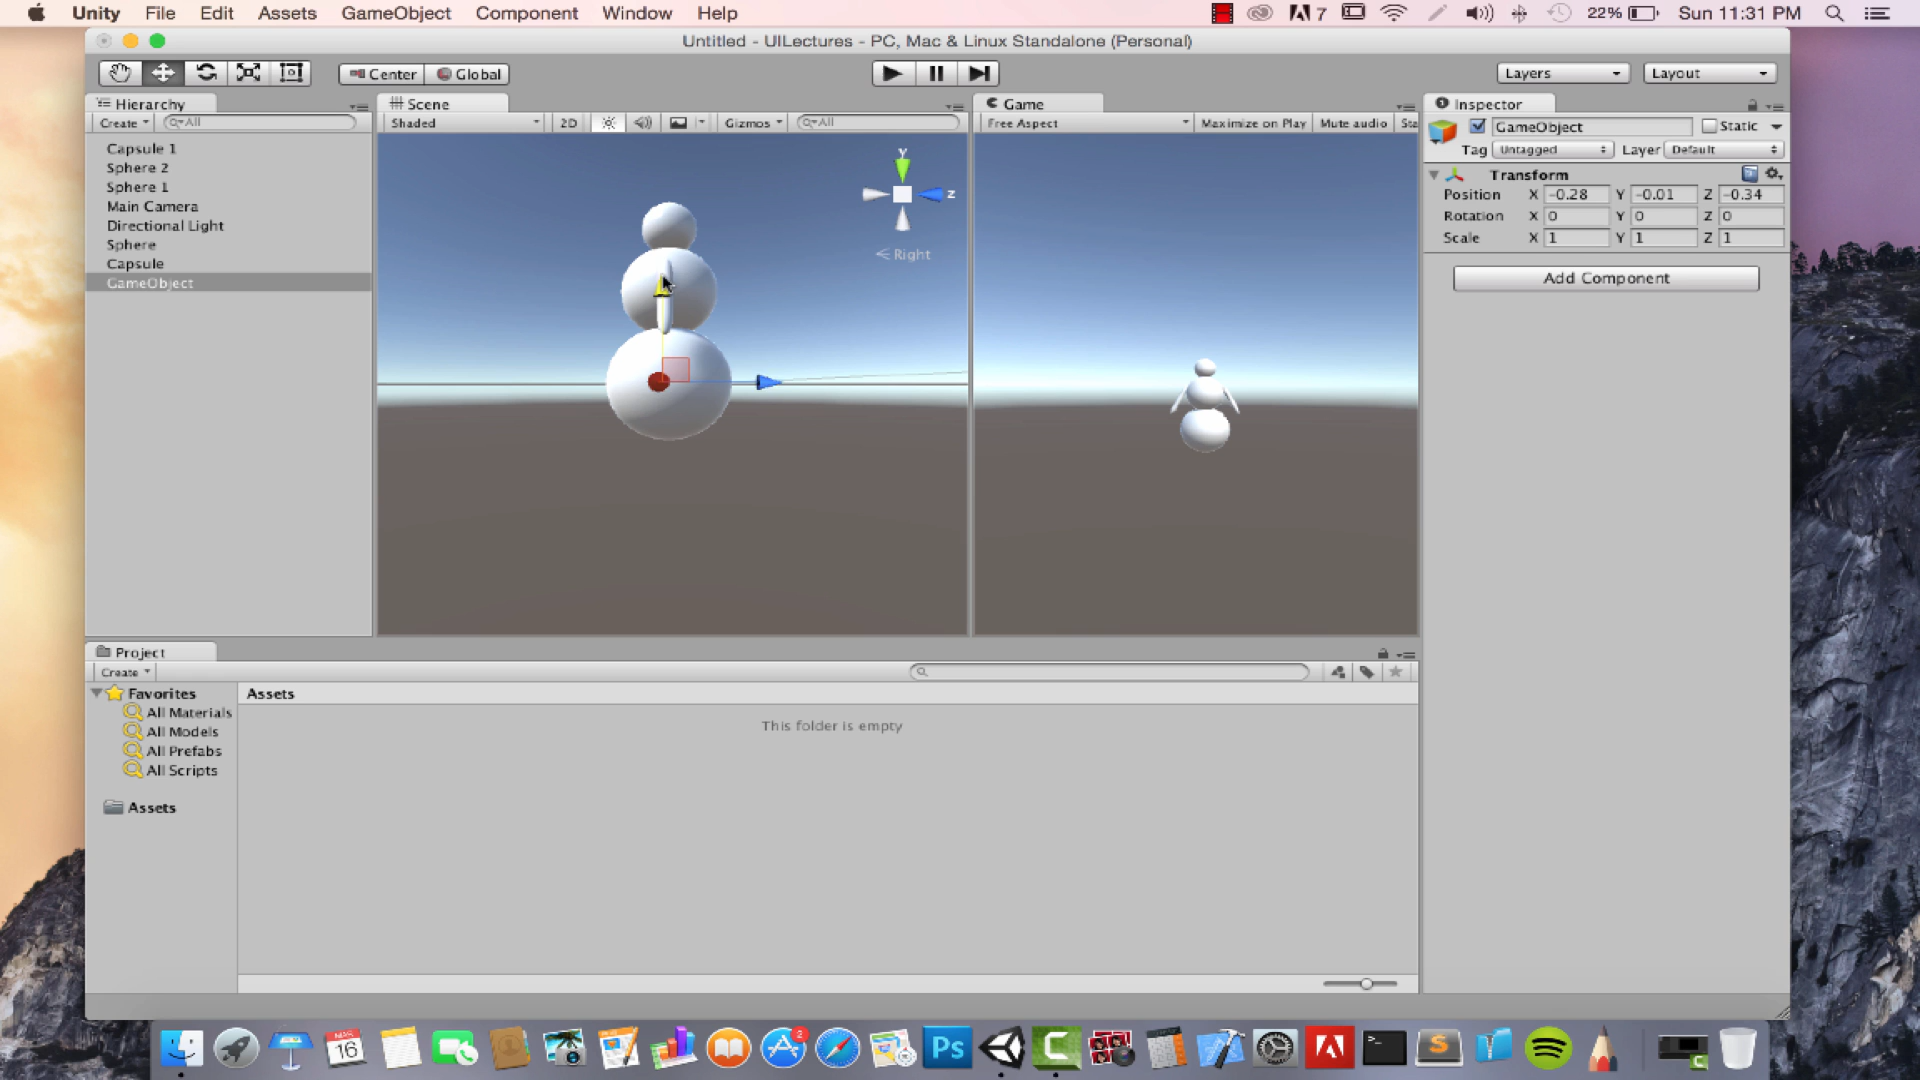 Unity File Edit Assets GameObject Component Window Help 7 22% Sun 11:31 PM
Untitled - UILectures - PC, Mac & Linux Standalone (Personal)
Center Global Layers Layout
Hierarchy
Create All
Capsule 1
Sphere 2
Sphere 1
Main Camera
Directional Light
Sphere
Capsule
GameObject
Scene
Shaded 2D Gizmos All
y
z
Right
Game
Free Aspect Maximize on Play Mute audio Sta
Inspector
GameObject Static
Tag Untagged Layer Default
Transform
Position X -0.28 Y -0.01 Z -0.34
Rotation X 0 Y 0 Z 0
Scale X 1 Y 1 Z 1
Add Component
Project
Create
Favorites
All Materials
All Models
All Prefabs
All Scripts
Assets
Assets
This folder is empty
16
2
Ps
C
S